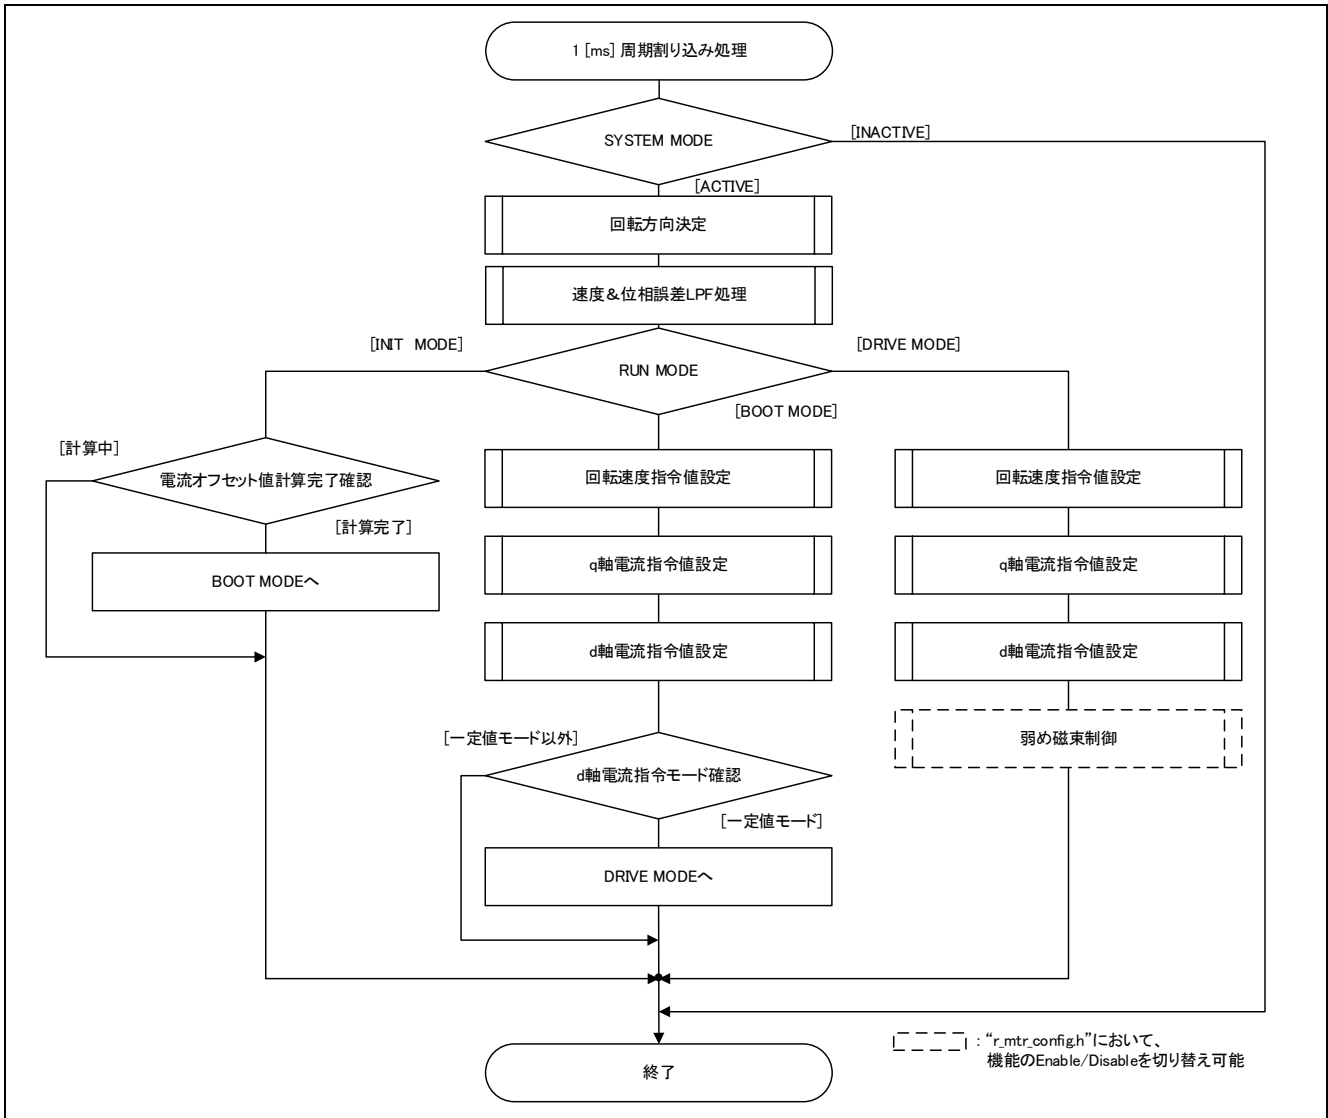 1 [ms] 周期割り込み処理
SYSTEM MODE
[INACTIVE]
[ACTIVE]
回転方向決定
速度＆位相誤差LPF処理
[INIT MODE]
RUN MODE
[DRIVE MODE]
[BOOT MODE]
[計算中]
電流オフセット値計算完了確認
[計算完了]
BOOT MODEへ
回転速度指令値設定
q軸電流指令値設定
d軸電流指令値設定
[一定値モード以外]
d軸電流指令モード確認
[一定値モード]
DRIVE MODEへ
回転速度指令値設定
q軸電流指令値設定
d軸電流指令値設定
弱め磁束制御
終了
: “r_mtr_config.h”において、
機能のEnable/Disableを切り替え可能